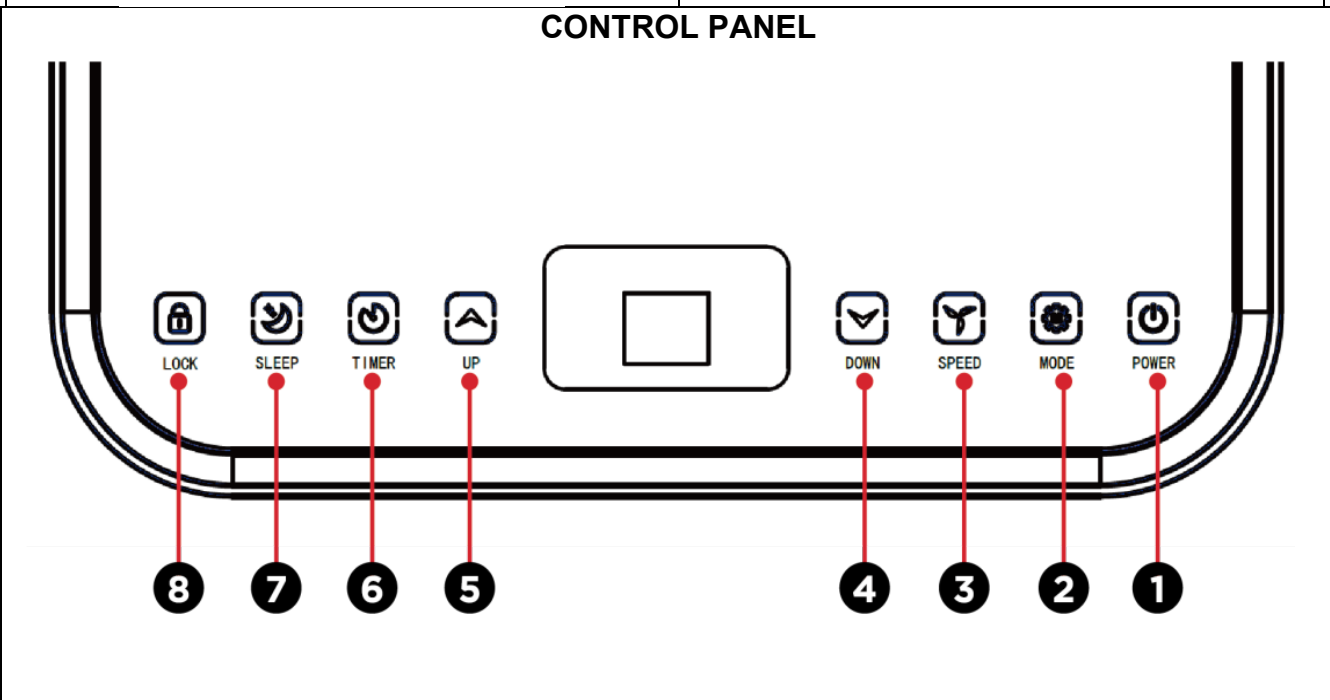 CONTROL PANEL
LOCK SLEEP TIMER UP DOWN SPEED MODE POWER
8 7 6 5 4 3 2 1